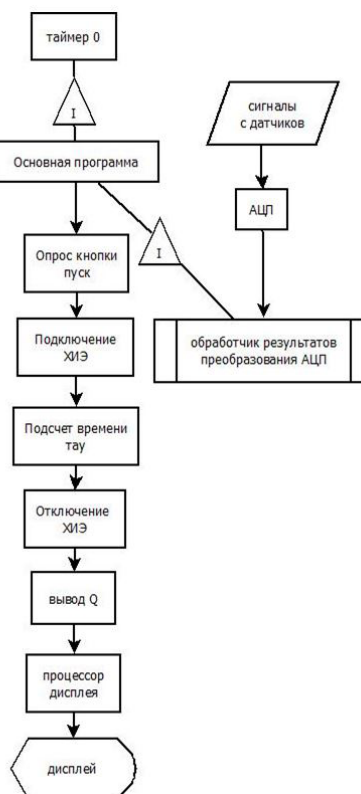 таймер 0
I
Основная программа
Опрос кнопки
пуск
Подключение
ХИЭ
Подсчет времени
тау
Отключение
ХИЭ
вывод Q
процессор
дисплея
дисплей
сигналы
с датчиков
АЦП
I
обработчик результатов
преобразования АЦП